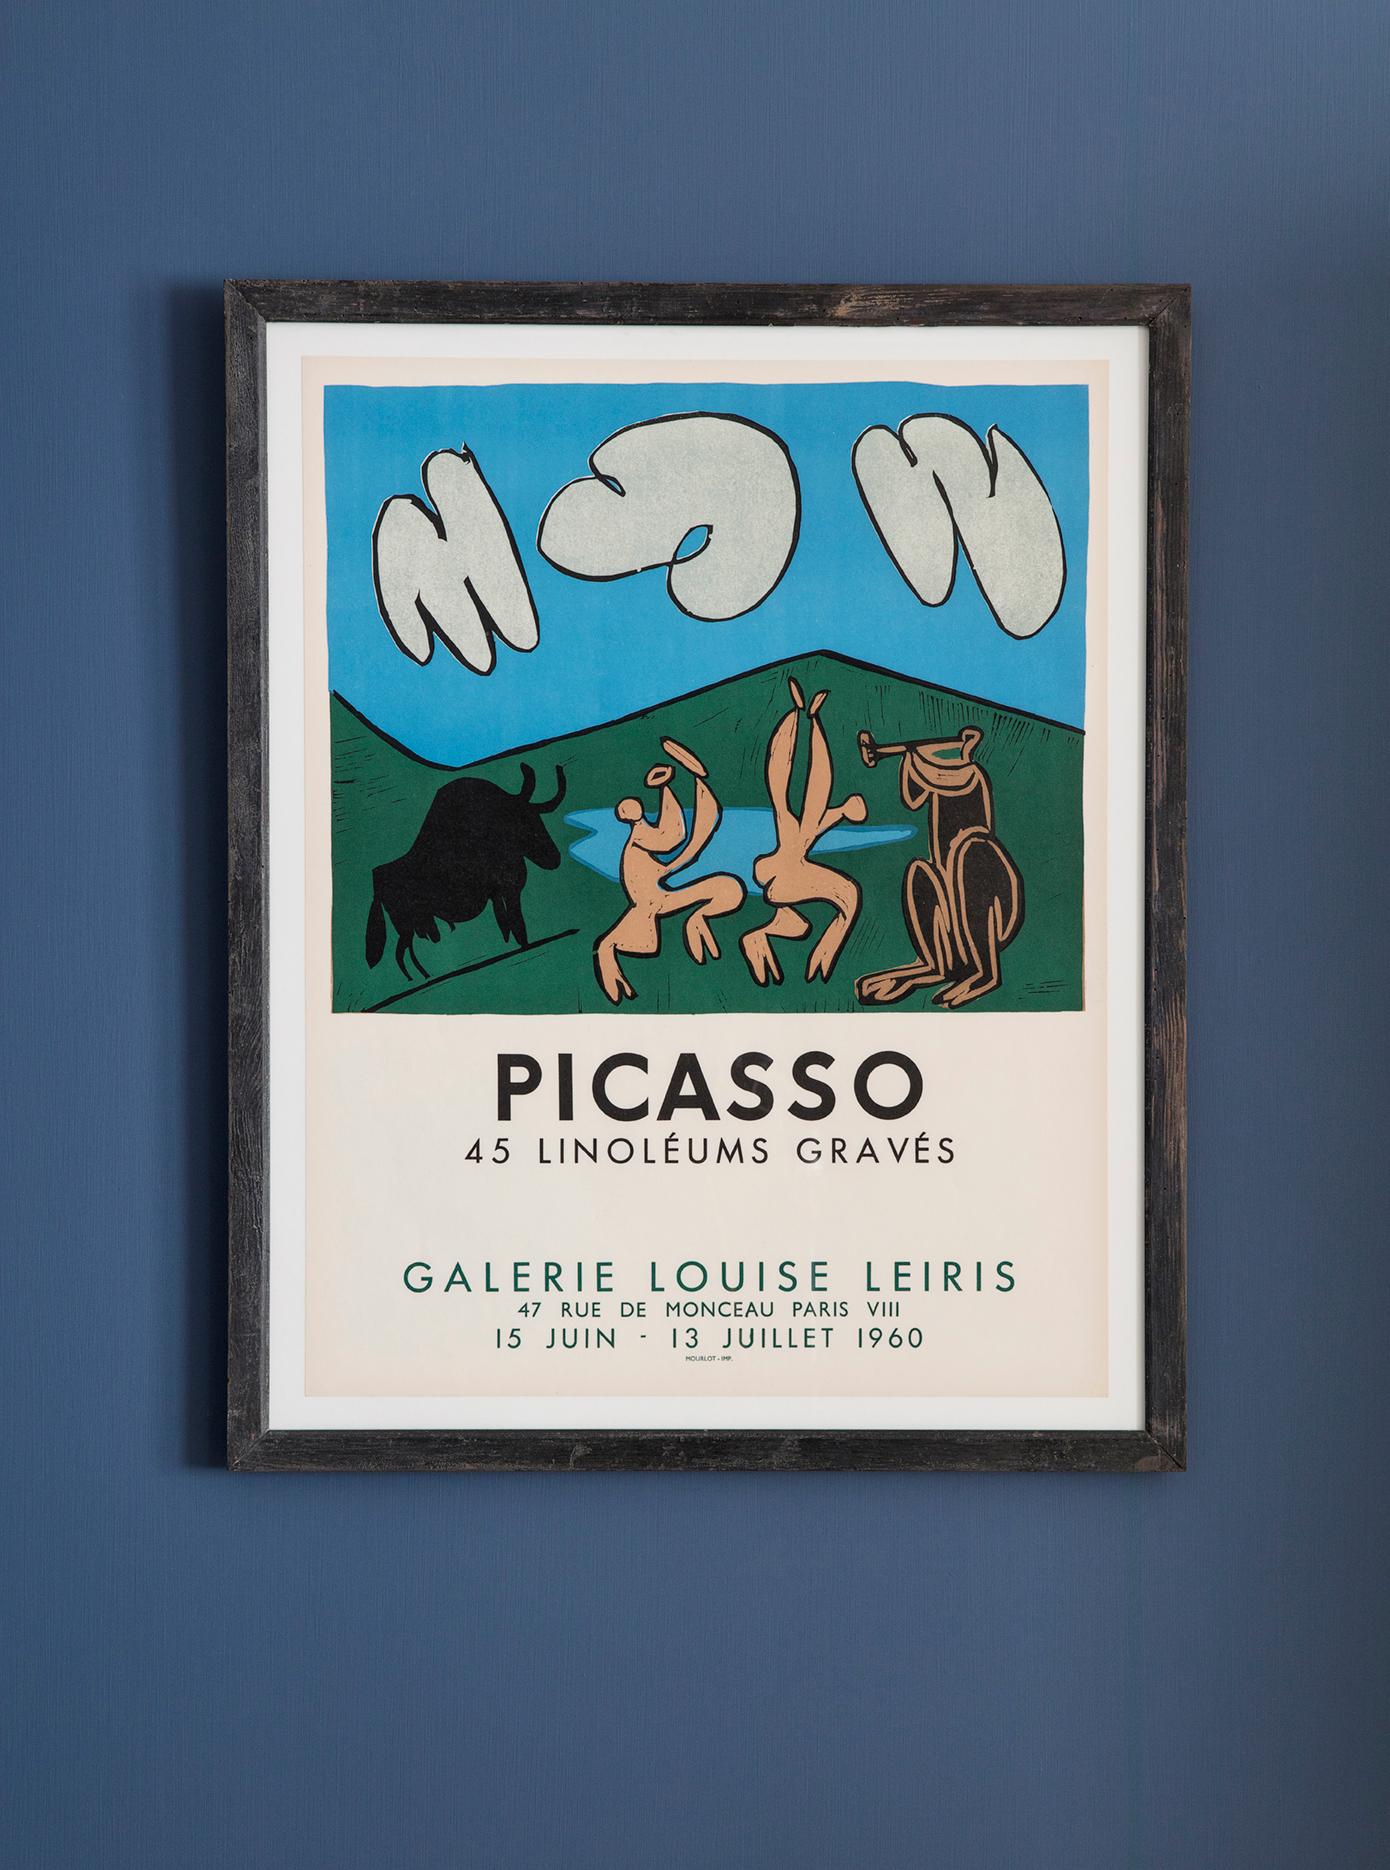 PICASSO
45 LINOLÉUMS GRAVÉS
GALERIE LOUISE LEIRIS
47 RUE DE MONCEAU PARIS VIII
15 JUIN - 13 JUILLET 1960
MOURLOT - IMP.